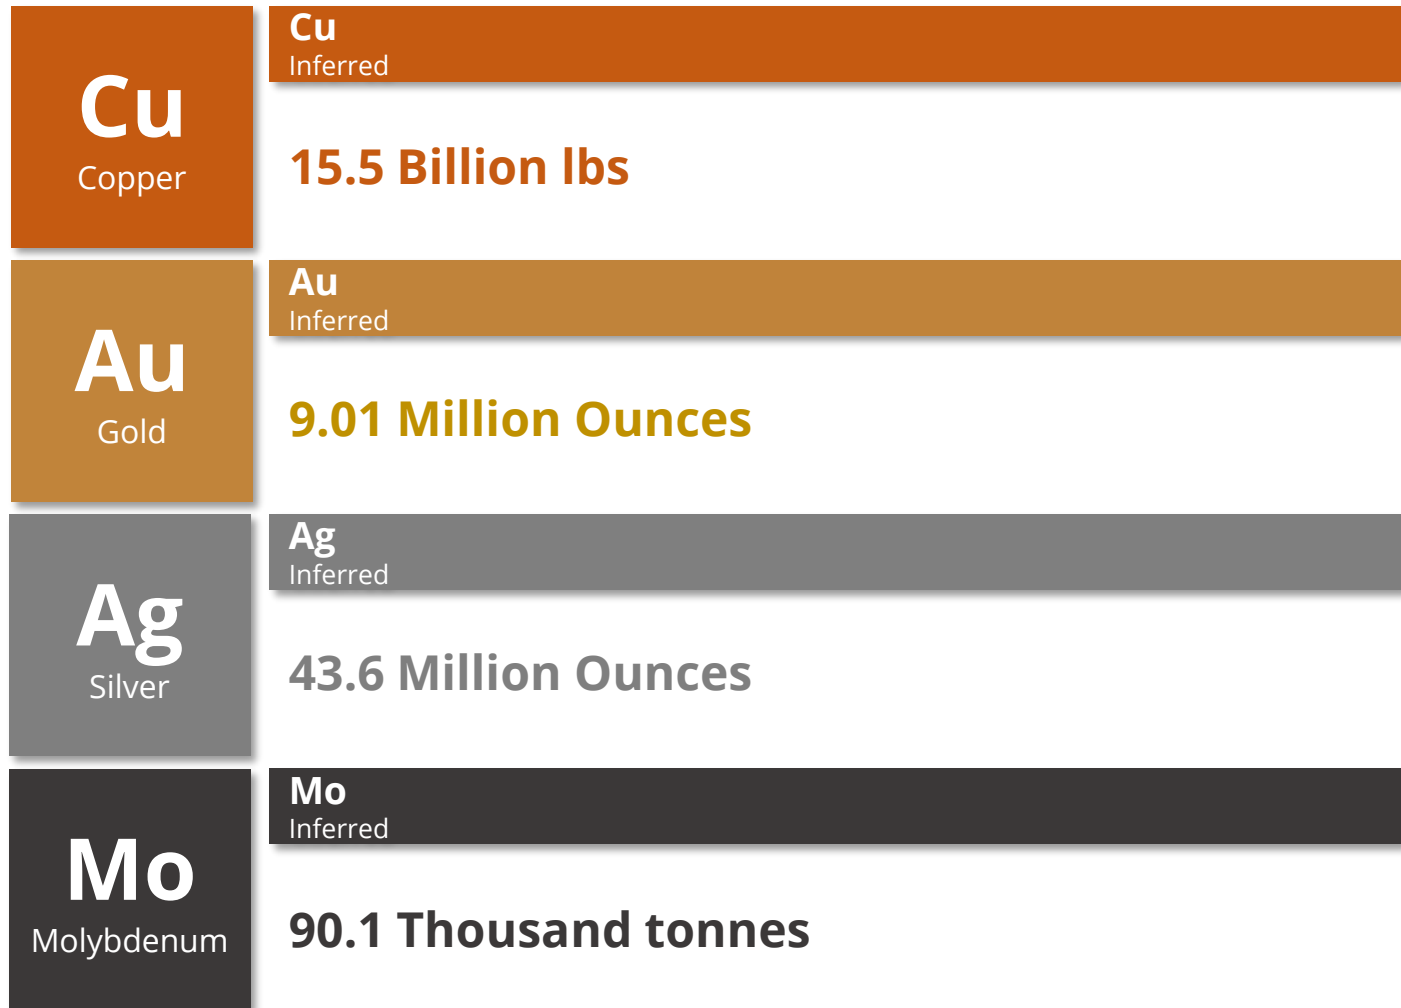 Cu
Copper
Cu
Inferred
15.5 Billion lbs
Au
Gold
Au
Inferred
9.01 Million Ounces
Ag
Silver
Ag
Inferred
43.6 Million Ounces
Mo
Molybdenum
Mo
Inferred
90.1 Thousand tonnes